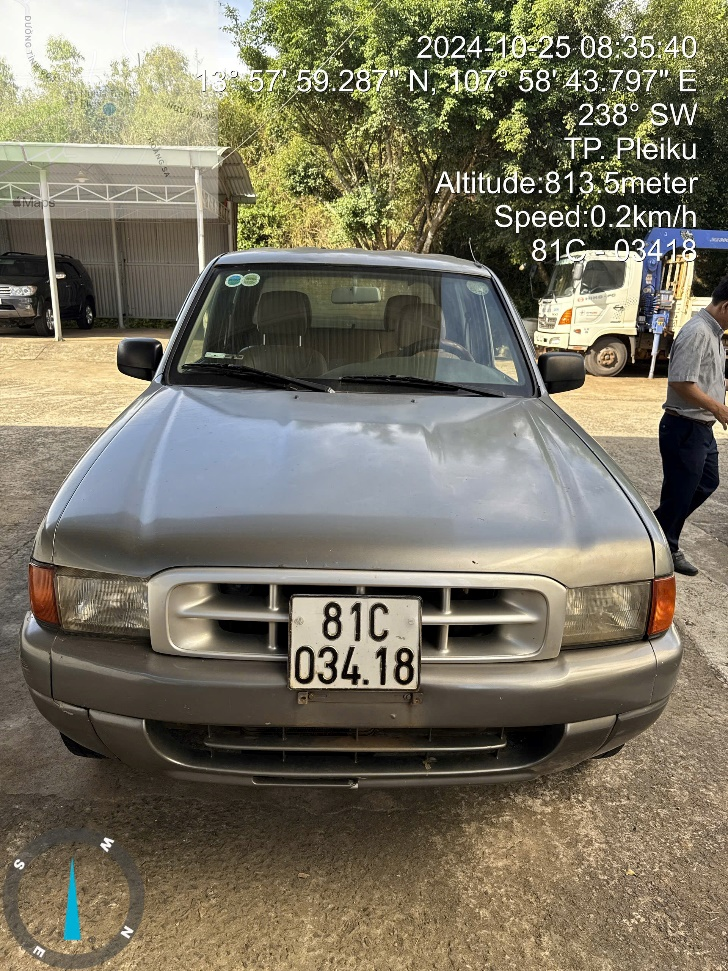 2024-10-25 08:35:40
13° 57' 59.287" N, 107° 58' 43.797" E
238° SW
TP. Pleiku
Altitude:813.5meter
Speed:0.2km/h
81C - 03418
Maps
81C
034.18
W
S
N
E